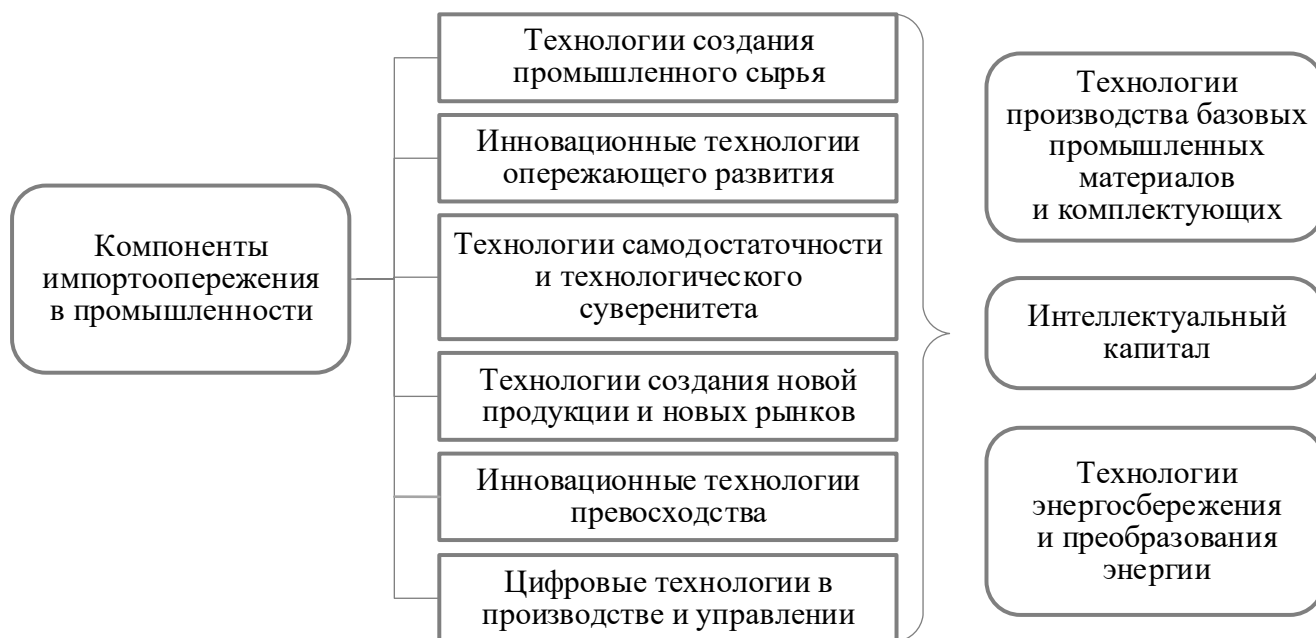 Компоненты
импортоопережения
в промышленности
Технологии создания
промышленного сырья
Инновационные технологии
опережающего развития
Технологии самодостаточности
и технологического
суверенитета
Технологии создания новой
продукции и новых рынков
Инновационные технологии
превосходства
Цифровые технологии в
производстве и управлении
Технологии
производства базовых
промышленных
материалов
и комплектующих
Интеллектуальный
капитал
Технологии
энергосбережения
и преобразования
энергии